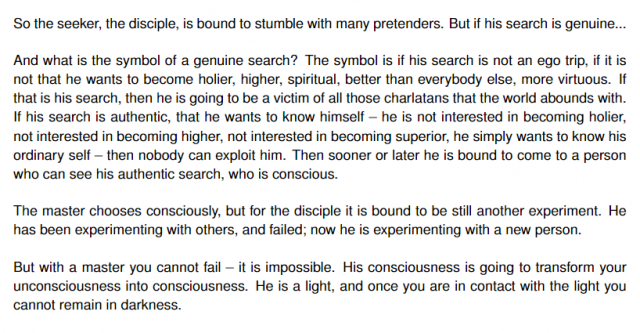 So the seeker, the disciple, is bound to stumble with many pretenders. But if his search is genuine...
And what is the symbol of a genuine search? The symbol is if his search is not an ego trip, if it is
not that he wants to become holier, higher, spiritual, better than everybody else, more virtuous. If
that is his search, then he is going to be a victim of all those charlatans that the world abounds with.
If his search is authentic, that he wants to know himself – he is not interested in becoming holier,
not interested in becoming higher, not interested in becoming superior, he simply wants to know his
ordinary self – then nobody can exploit him. Then sooner or later he is bound to come to a person
who can see his authentic search, who is conscious.
The master chooses consciously, but for the disciple it is bound to be still another experiment. He
has been experimenting with others, and failed; now he is experimenting with a new person.
But with a master you cannot fail – it is impossible. His consciousness is going to transform your
unconsciousness into consciousness. He is a light, and once you are in contact with the light you
cannot remain in darkness.